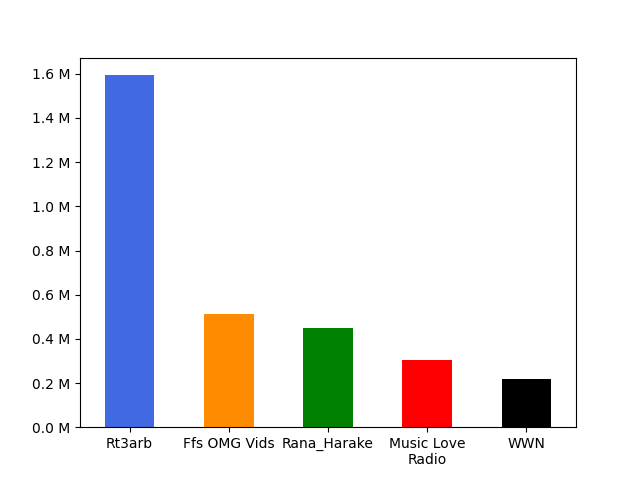 1.6 M
1.4 M
1.2 M
1.0 M
0.8 M
0.6 M
0.4 M
0.2 M
0.0 M
Rt3arb
Ffs OMG Vids
Rana_Harake
Music Love
Radio
WWN